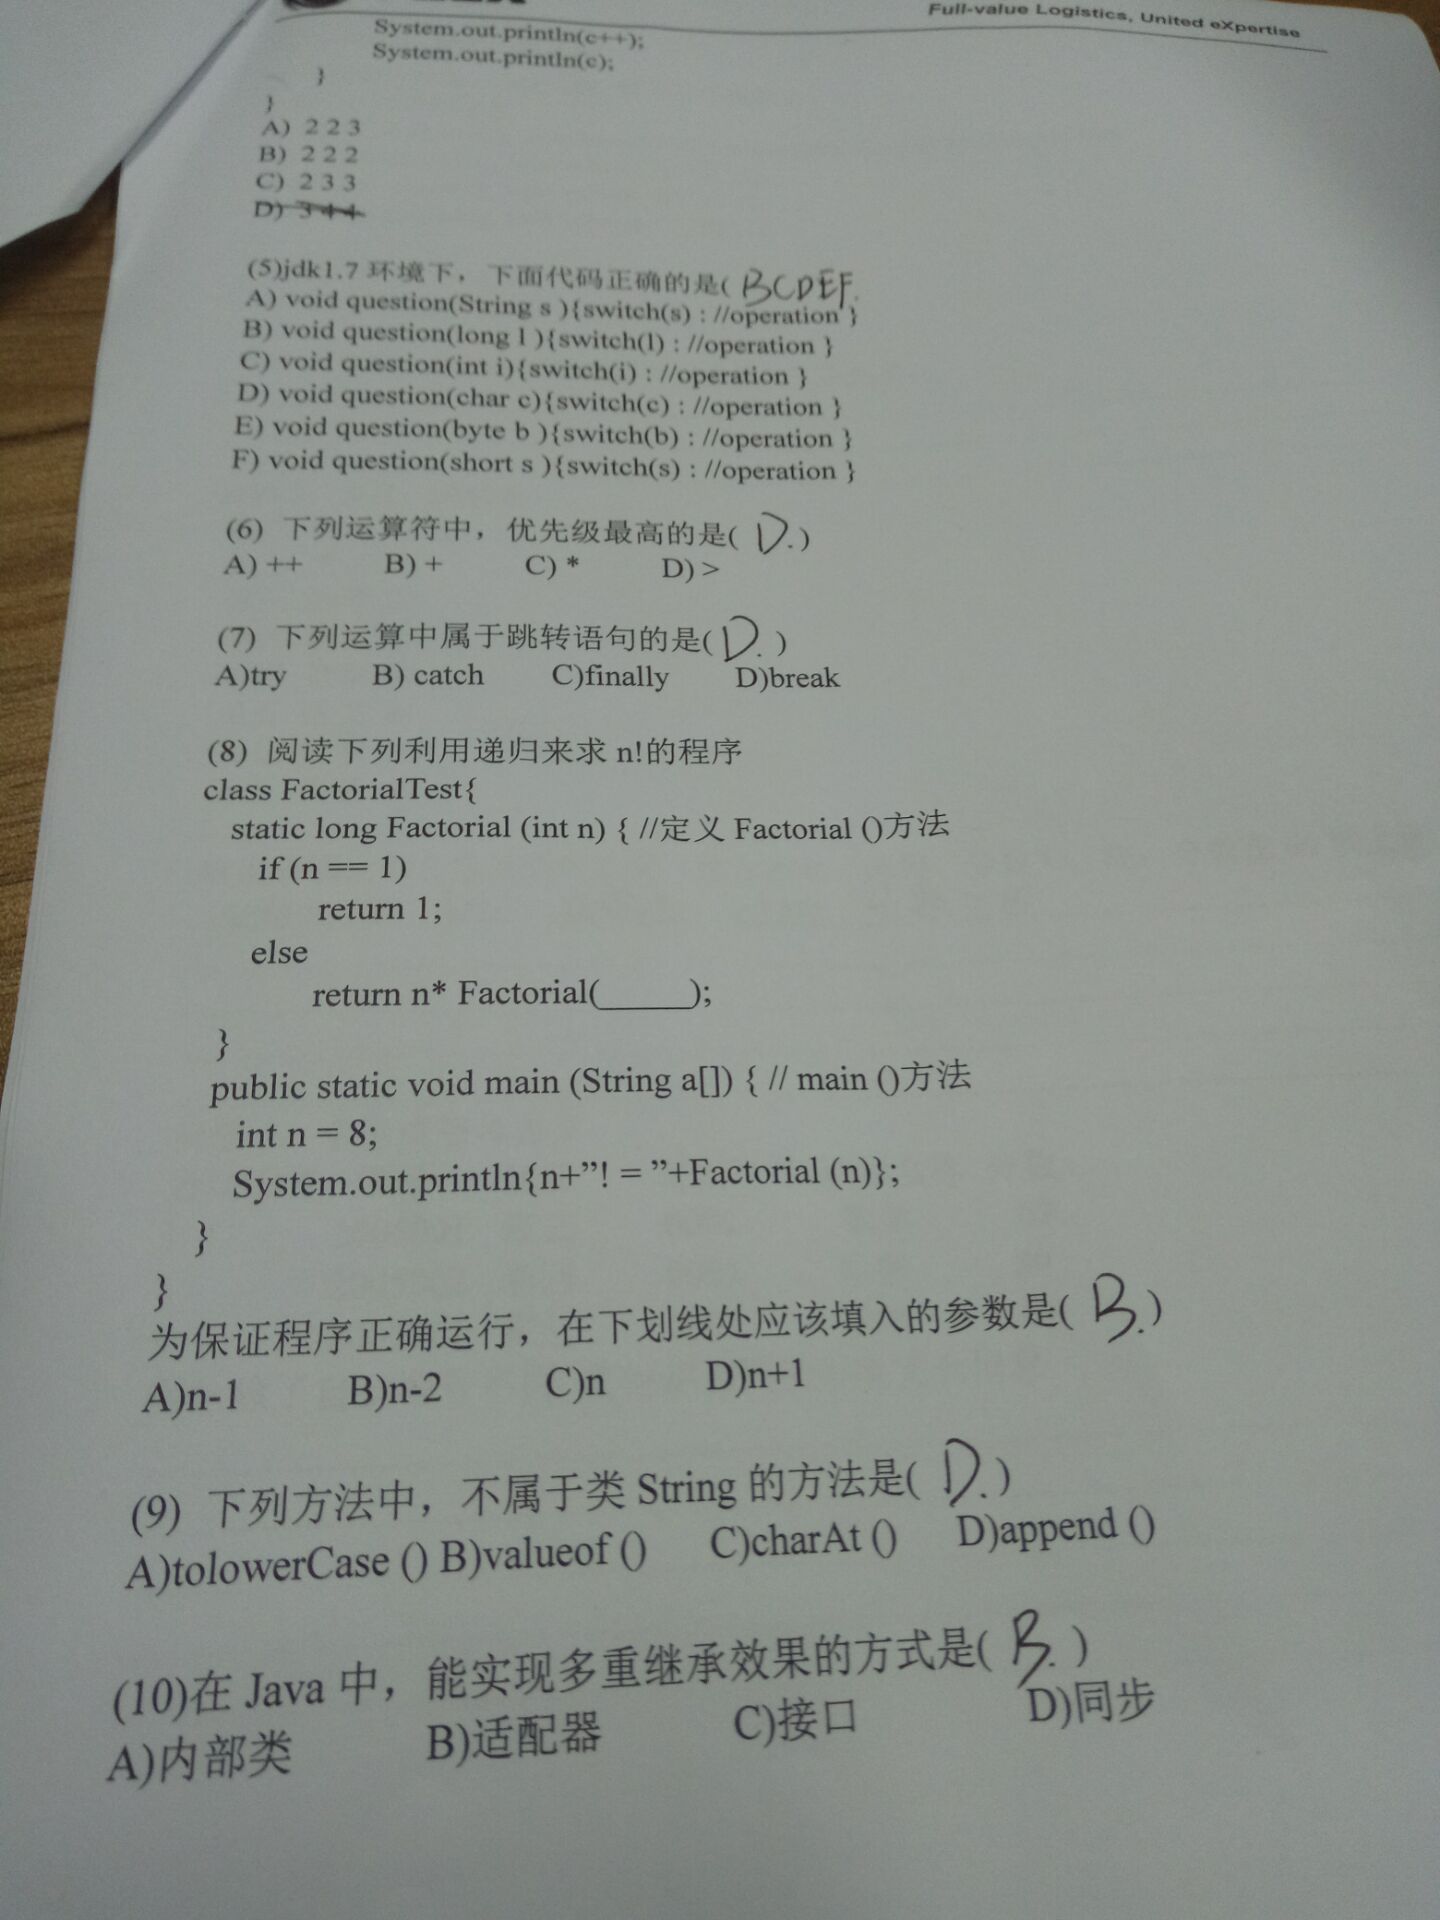 Full-value Logistics, United eXpertise
System.out.println(c++);
System.out.println(c);
}
}
A) 2 2 3
B) 2 2 2
C) 2 3 3
D) 3 4 4
(5)jdk1.7 环境下，下面代码正确的是( BCDEF.
A) void question(String s ){switch(s) : //operation }
B) void question(long l ){switch(l) : //operation }
C) void question(int i){switch(i) : //operation }
D) void question(char c){switch(c) : //operation }
E) void question(byte b ){switch(b) : //operation }
F) void question(short s ){switch(s) : //operation }
(6) 下列运算符中，优先级最高的是( D. )
A) ++ B) + C) * D) >
(7) 下列运算中属于跳转语句的是( D. )
A)try B) catch C)finally D)break
(8) 阅读下列利用递归来求 n!的程序
class FactorialTest{
static long Factorial (int n) { //定义 Factorial ()方法
if (n == 1)
return 1;
else
return n* Factorial(_____);
}
public static void main (String a[]) { // main ()方法
int n = 8;
System.out.println{n+”! = ”+Factorial (n)};
}
}
为保证程序正确运行，在下划线处应该填入的参数是( B. )
A)n-1 B)n-2 C)n D)n+1
(9) 下列方法中，不属于类 String 的方法是( D. )
A)tolowerCase () B)valueof () C)charAt () D)append ()
(10)在 Java 中，能实现多重继承效果的方式是( B. )
A)内部类 B)适配器 C)接口 D)同步